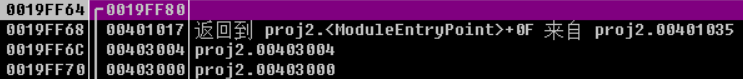 0019FF64 0019FF80
0019FF68 00401017 返回到 proj2.<ModuleEntryPoint>+0F 来自 proj2.00401035
0019FF6C 00403004 proj2.00403004
0019FF70 00403000 proj2.00403000